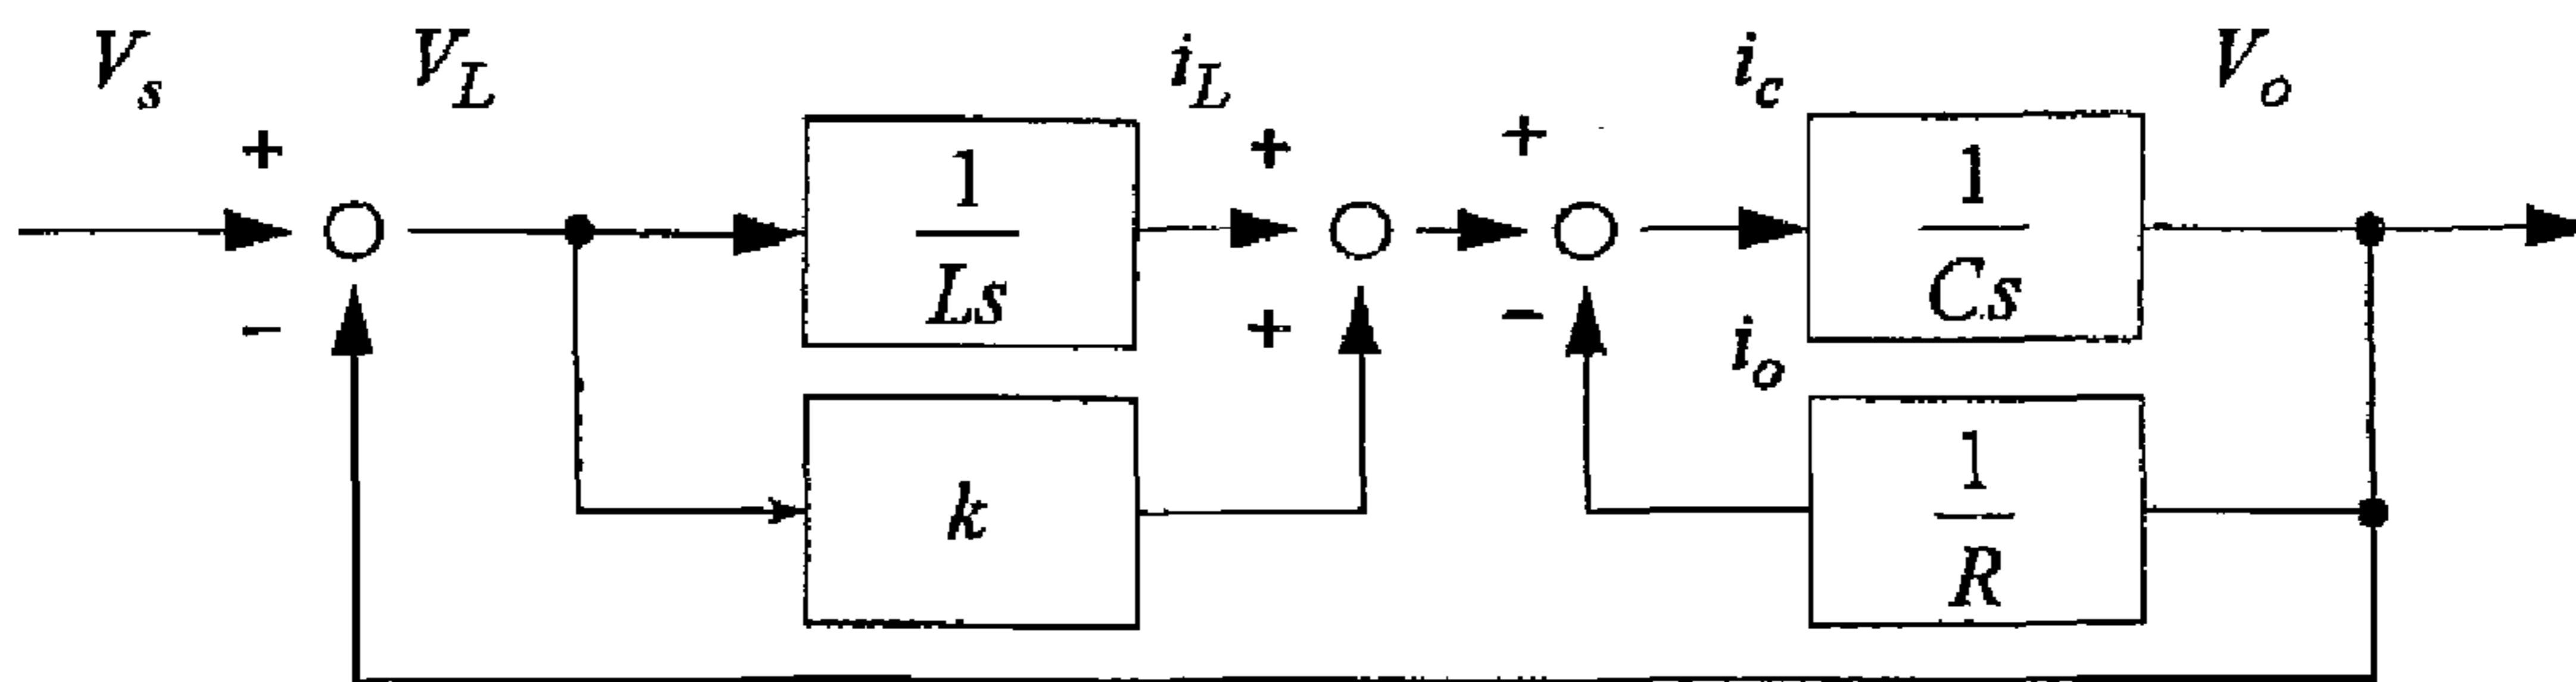 V_s V_L i_L i_c V_o
+ + +
1/Ls 1/Cs
− + − i_o
k 1/R